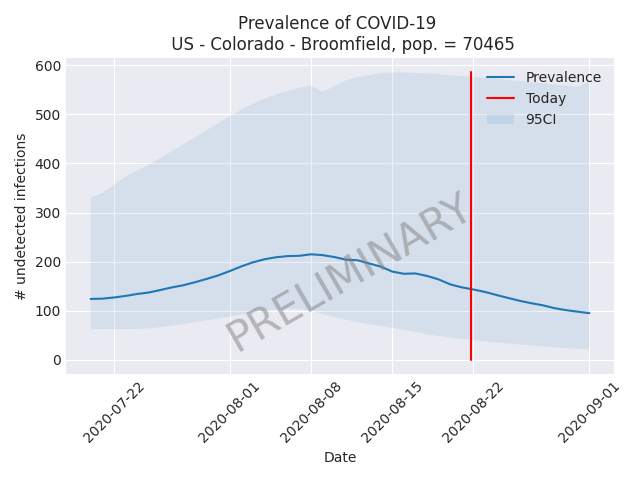 Prevalence of COVID-19
US - Colorado - Broomfield, pop. = 70465
600
500
400
300
200
100
0
# undetected infections
Prevalence
Today
95CI
PRELIMINARY
2020-07-22
2020-08-01
2020-08-08
2020-08-15
2020-08-22
2020-09-01
Date